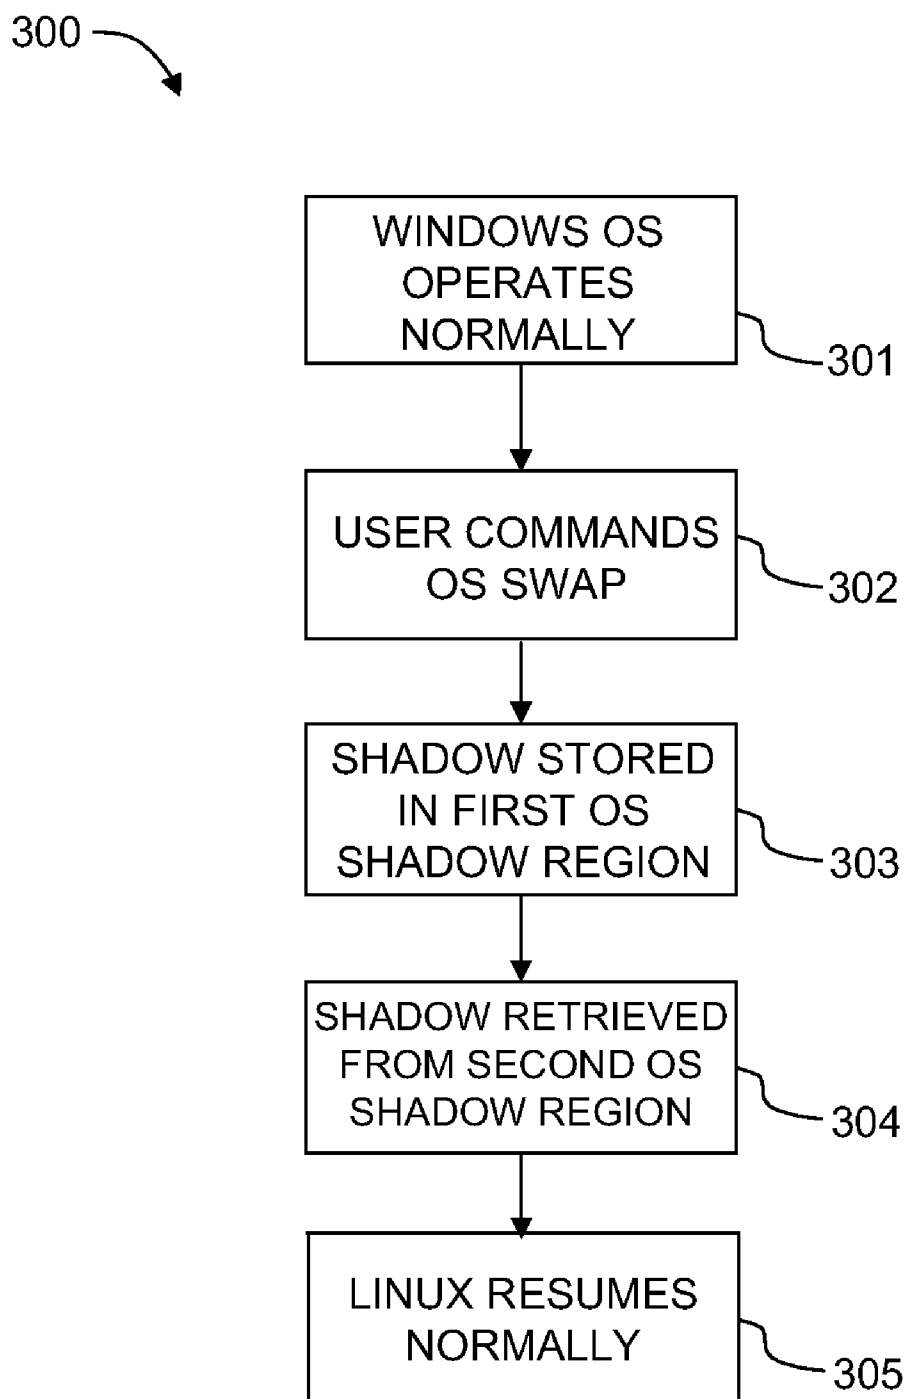 300
WINDOWS OS
OPERATES
NORMALLY
301
USER COMMANDS
OS SWAP
302
SHADOW STORED
IN FIRST OS
SHADOW REGION
303
SHADOW RETRIEVED
FROM SECOND OS
SHADOW REGION
304
LINUX RESUMES
NORMALLY
305